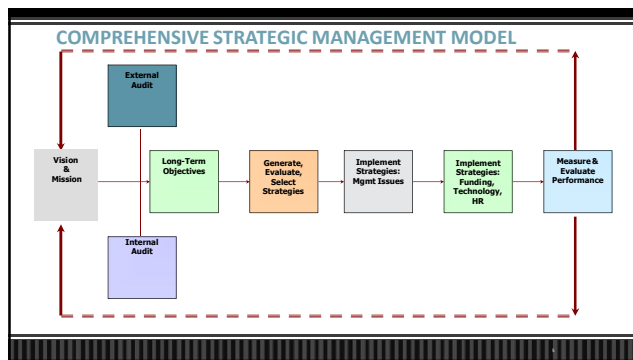 COMPREHENSIVE STRATEGIC MANAGEMENT MODEL
External
Audit
Vision
&
Mission
Long-Term
Objectives
Generate,
Evaluate,
Select
Strategies
Implement
Strategies:
Mgmt Issues
Implement
Strategies:
Funding,
Technology,
HR
Measure &
Evaluate
Performance
Internal
Audit